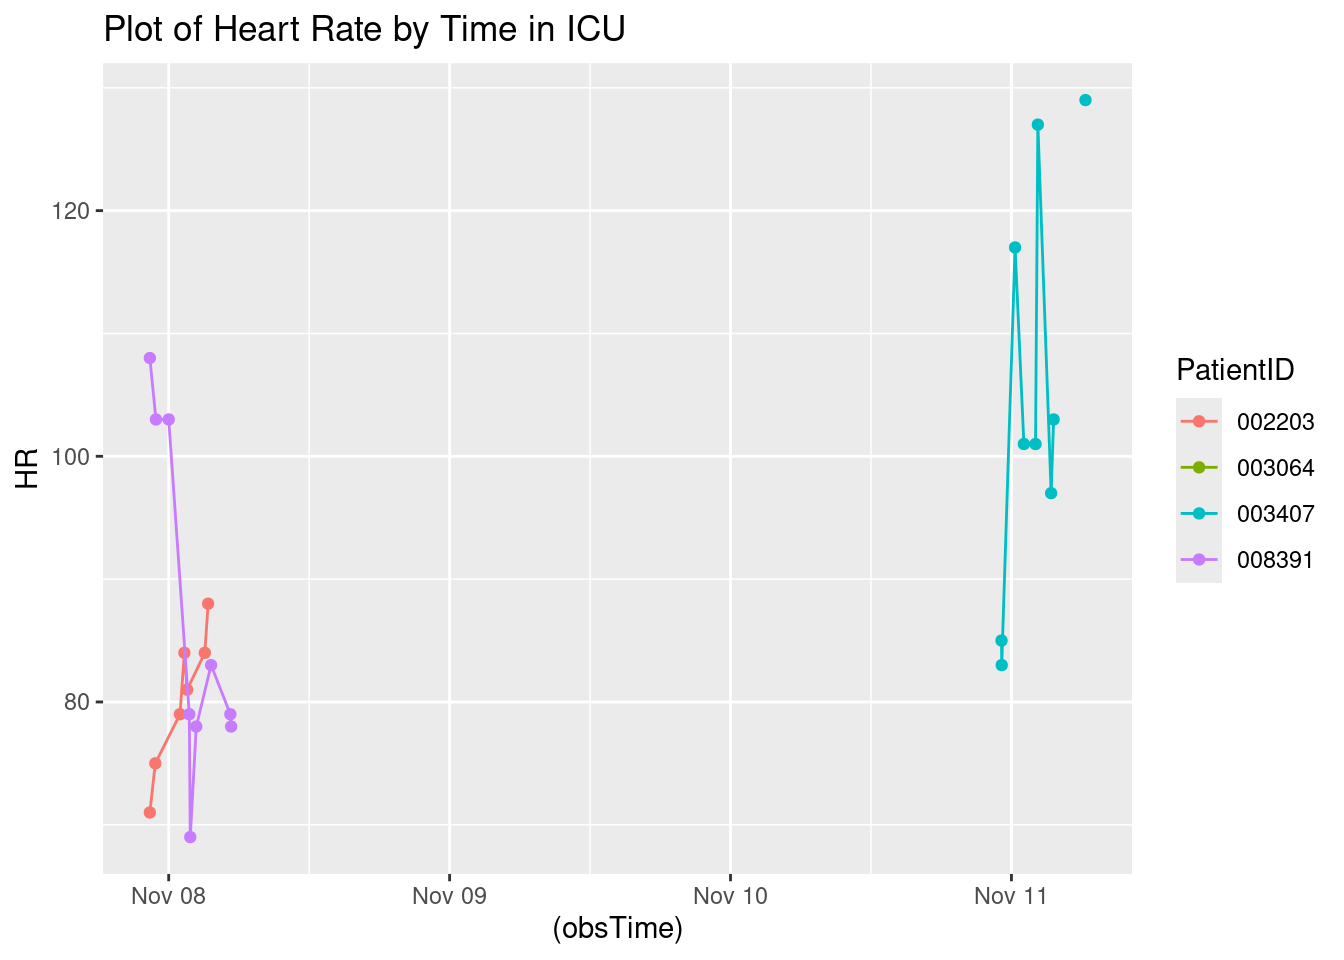 Plot of Heart Rate by Time in ICU
120
100
80
HR
Nov 08
Nov 09
Nov 10
Nov 11
(obsTime)
PatientID
002203
003064
003407
008391